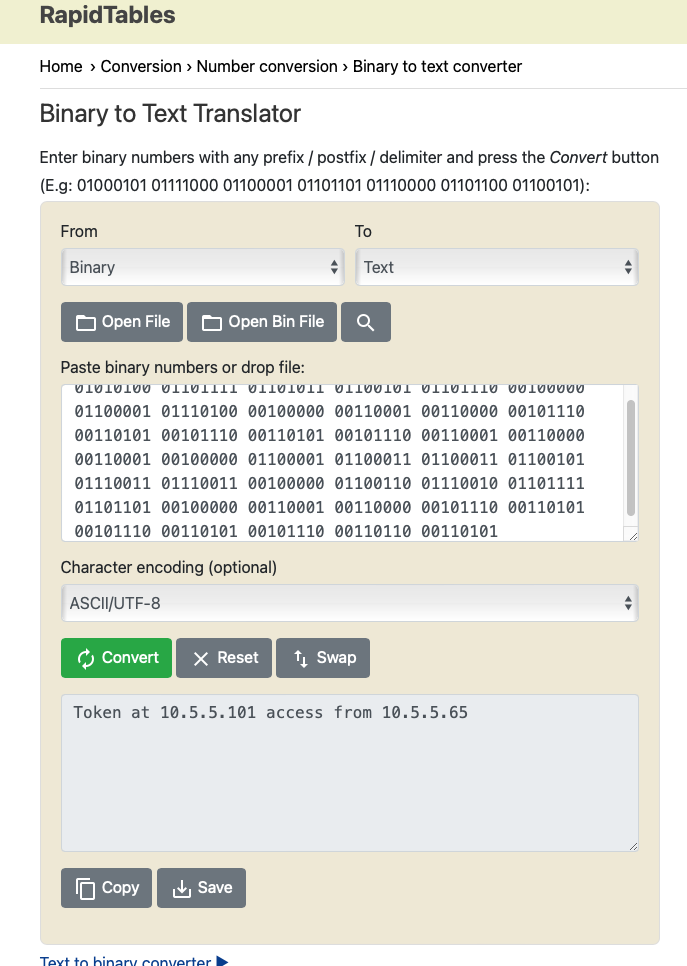 RapidTables
Home › Conversion › Number conversion › Binary to text converter
Binary to Text Translator
Enter binary numbers with any prefix / postfix / delimiter and press the Convert button
(E.g: 01000101 01111000 01100001 01101101 01110000 01101100 01100101):
From To
Binary Text
Open File Open Bin File
Paste binary numbers or drop file:
01010100 01101111 01101011 01100101 01101110 00100000
01100001 01110100 00100000 00110001 00110000 00101110
00110101 00101110 00110101 00101110 00110001 00110000
00110001 00100000 01100001 01100011 01100011 01100101
01110011 01110011 00100000 01100110 01110010 01101111
01101101 00100000 00110001 00110000 00101110 00110101
00101110 00110101 00101110 00110110 00110101
Character encoding (optional)
ASCII/UTF-8
Convert Reset Swap
Token at 10.5.5.101 access from 10.5.5.65
Copy Save
Text to binary converter ►